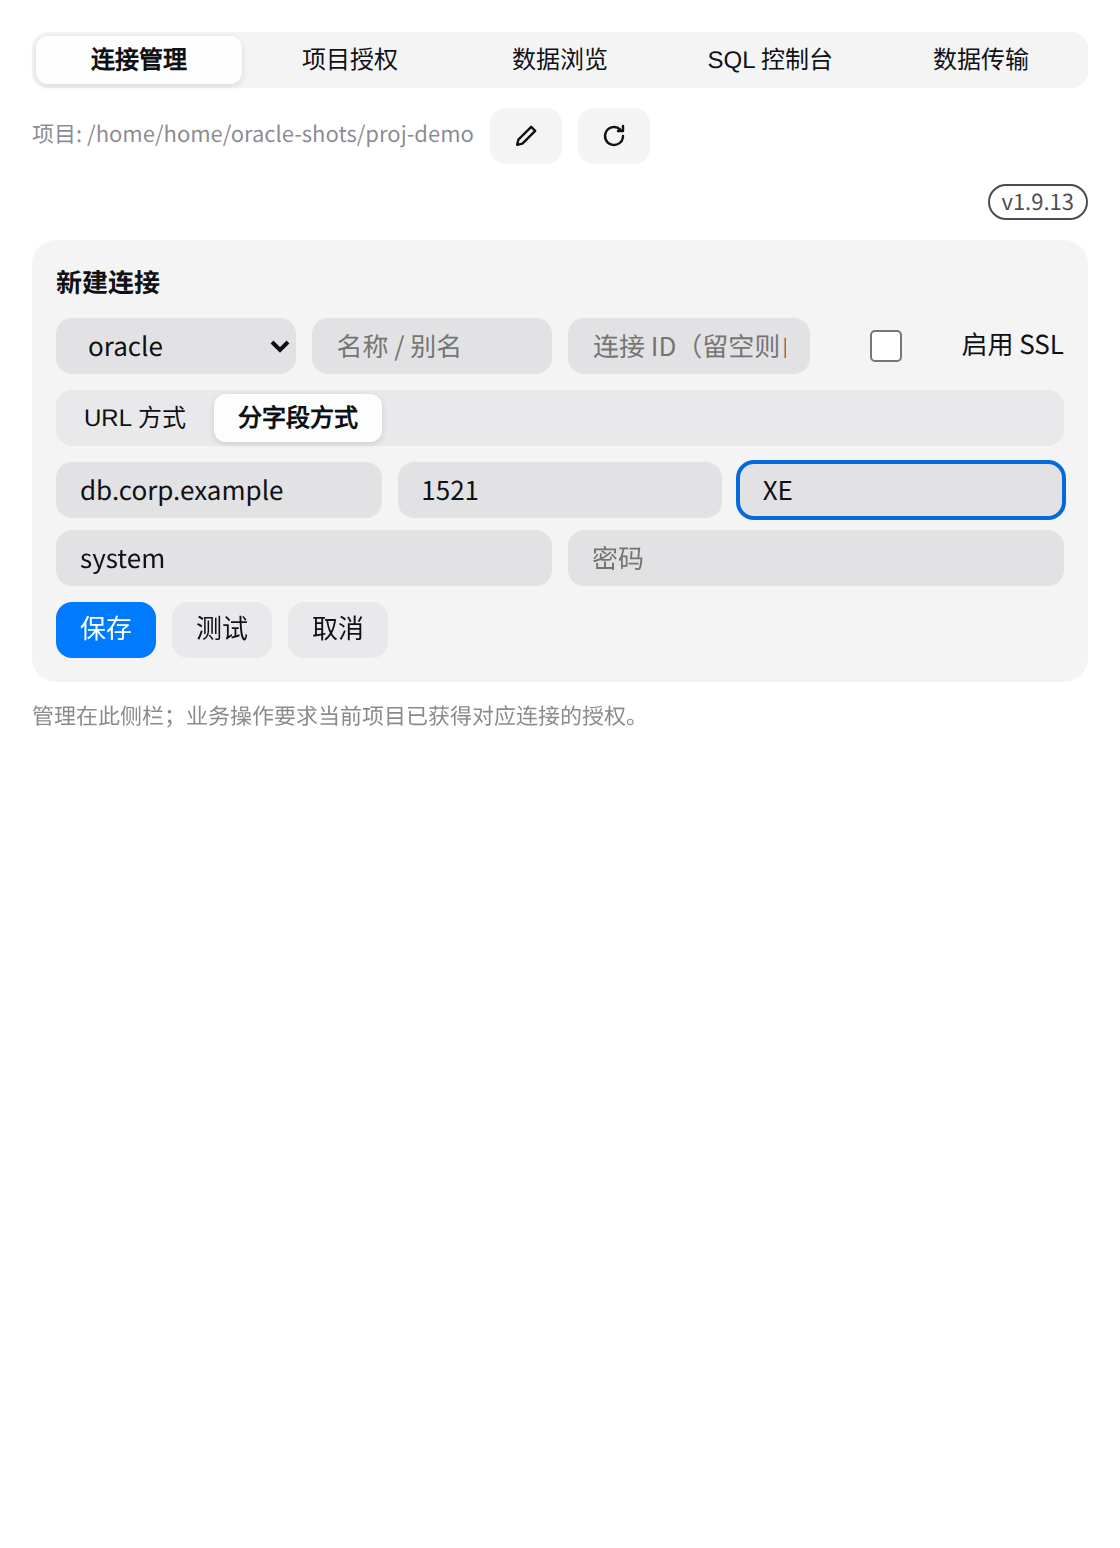 连接管理 项目授权 数据浏览 SQL 控制台 数据传输
项目: /home/home/oracle-shots/proj-demo
v1.9.13
新建连接
oracle 名称 / 别名 连接 ID（留空则 启用 SSL
URL 方式 分字段方式
db.corp.example 1521 XE
system 密码
保存 测试 取消
管理在此侧栏；业务操作要求当前项目已获得对应连接的授权。